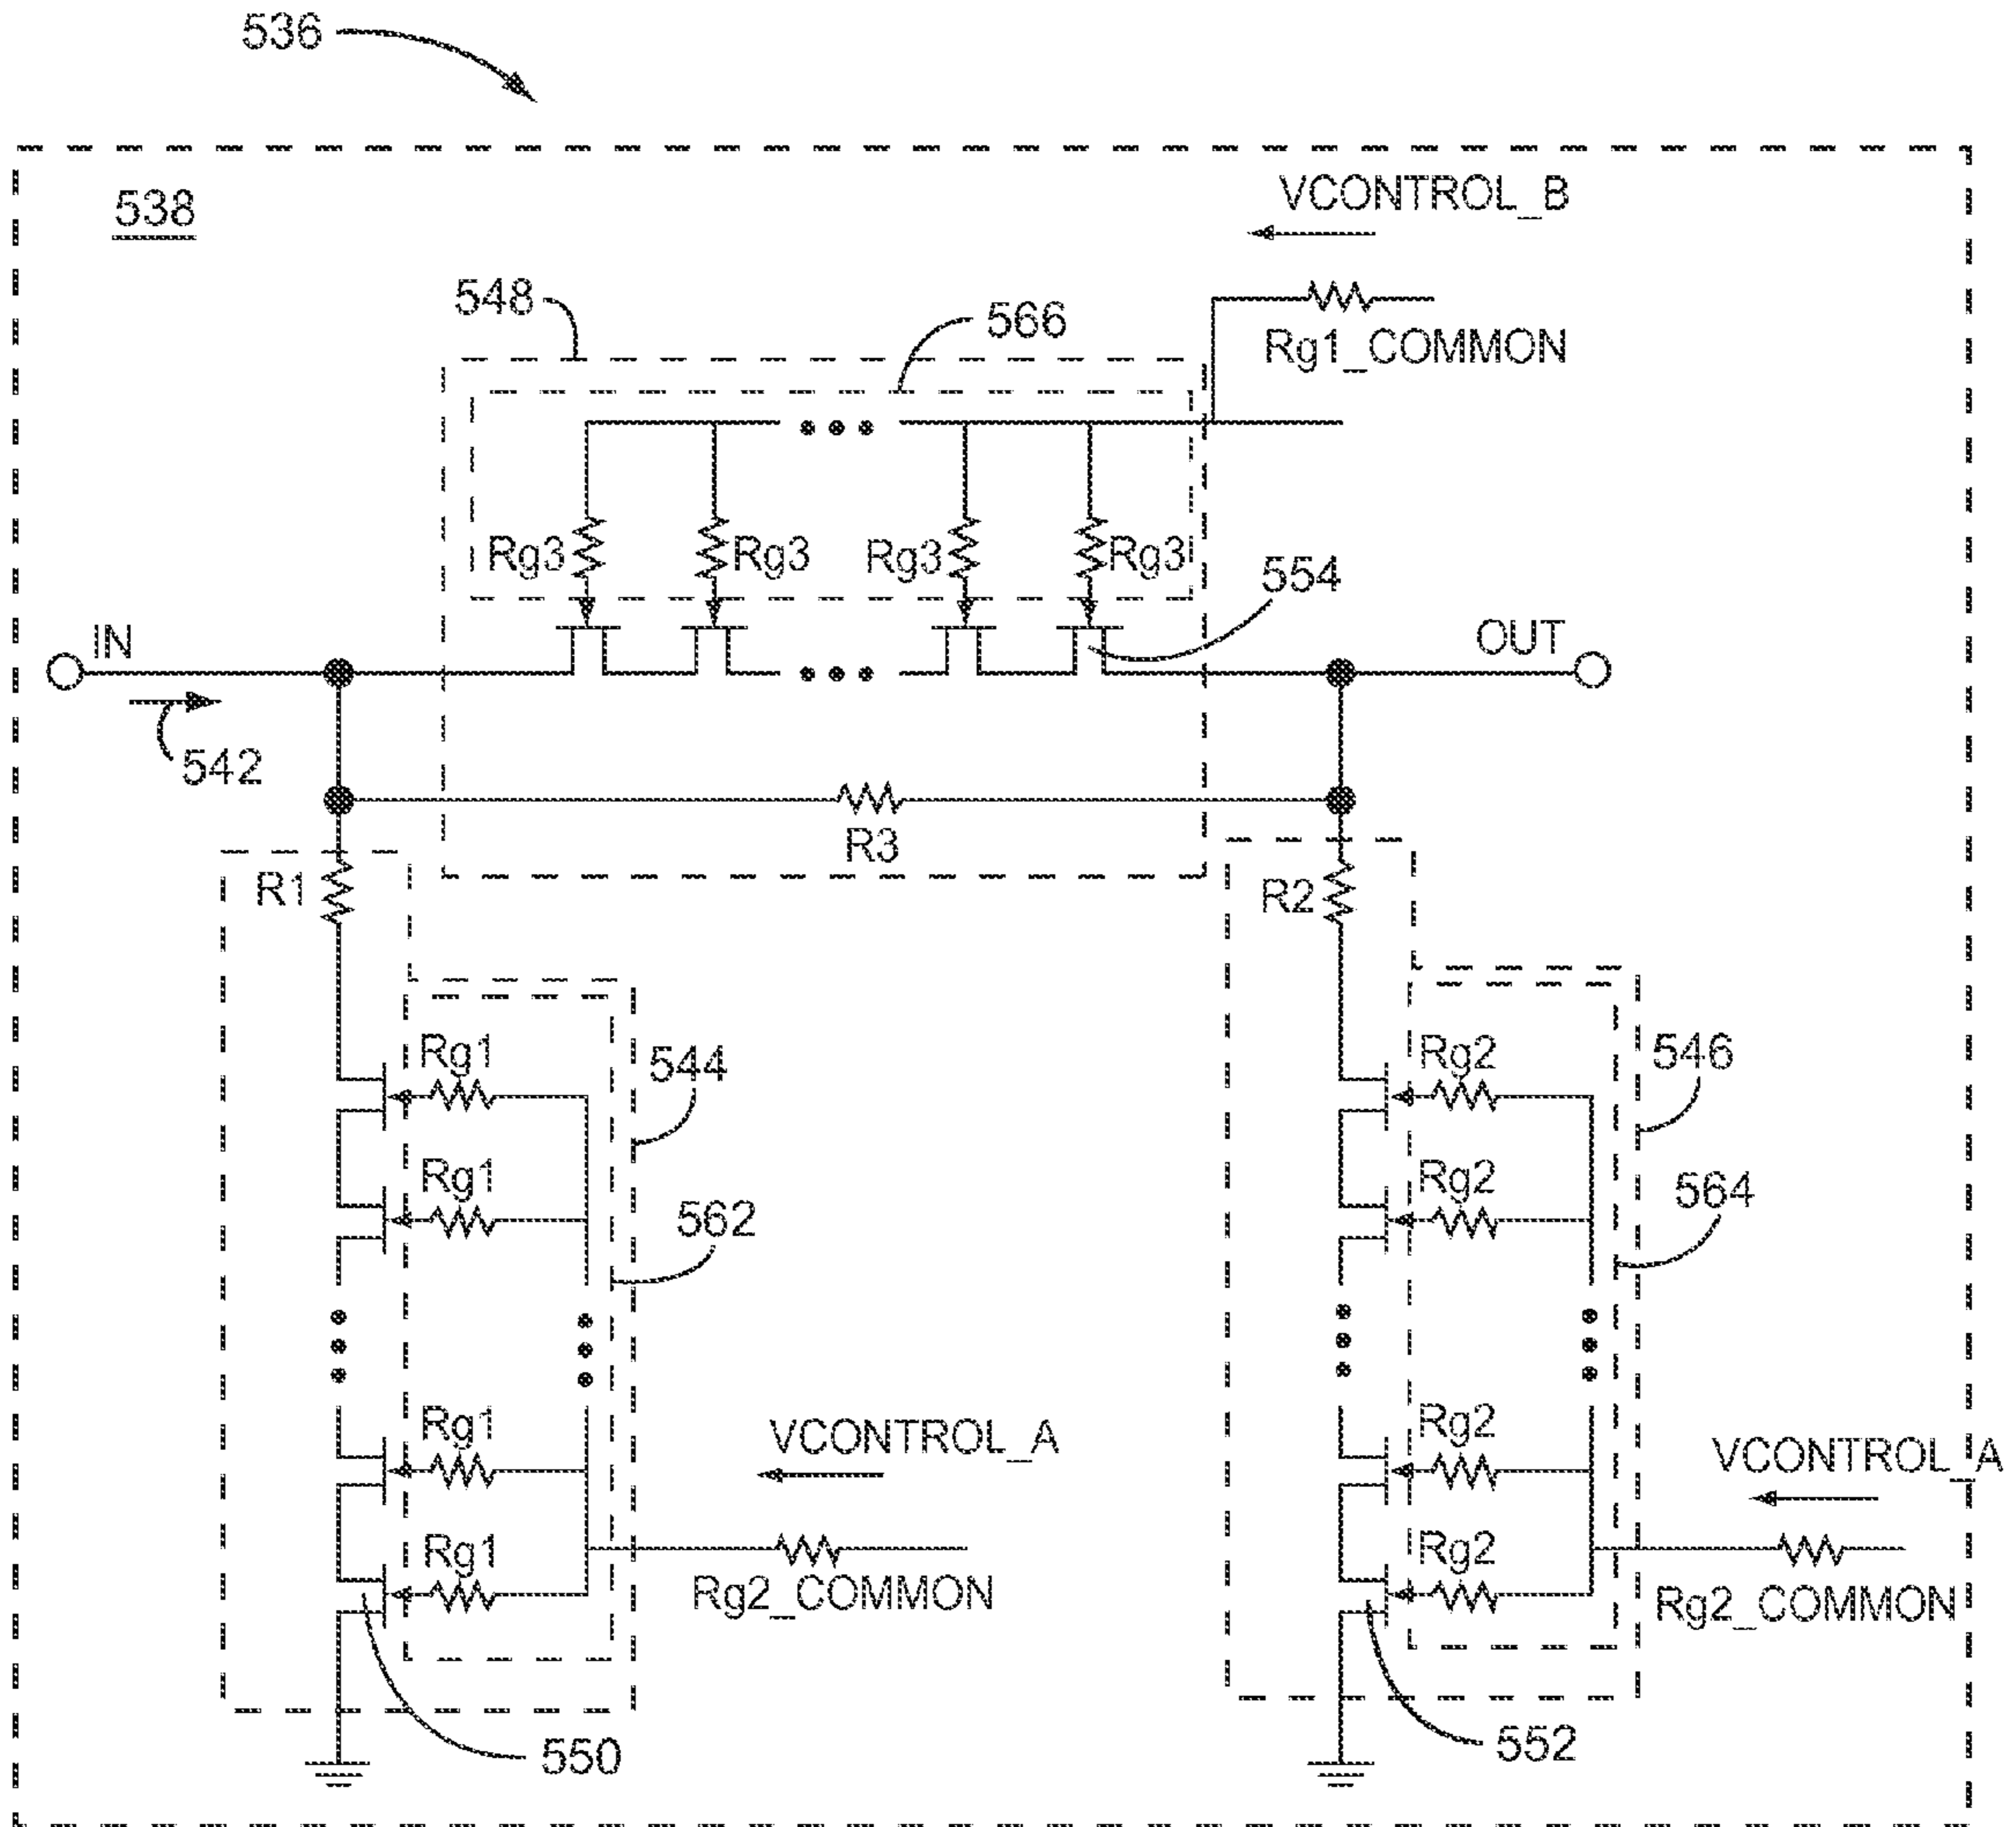 536
538
VCONTROL_B
548
566
Rg1_COMMON
Rg3
Rg3
Rg3
Rg3
554
IN
OUT
542
R3
R1
R2
Rg1
544
Rg2
546
Rg1
562
Rg2
564
Rg1
VCONTROL_A
Rg2
VCONTROL_A
Rg1
Rg2_COMMON
Rg2
Rg2_COMMON
550
552